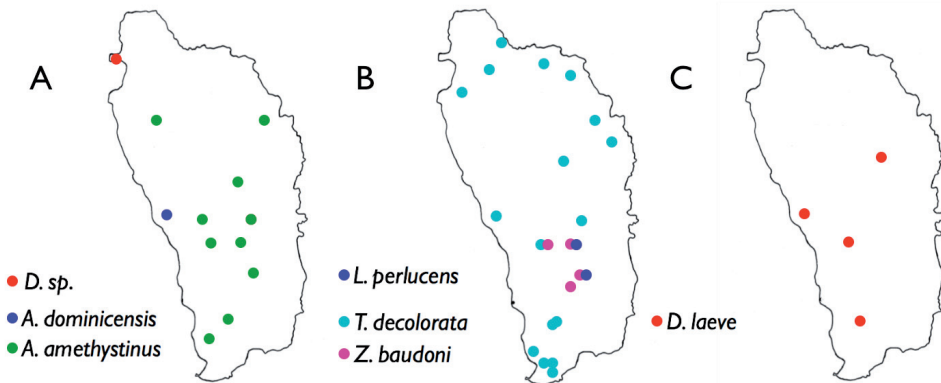 A
B
C
D. sp.
A. dominicensis
A. amethystinus
L. perlucens
T. decolorata
Z. baudoni
D. laeve